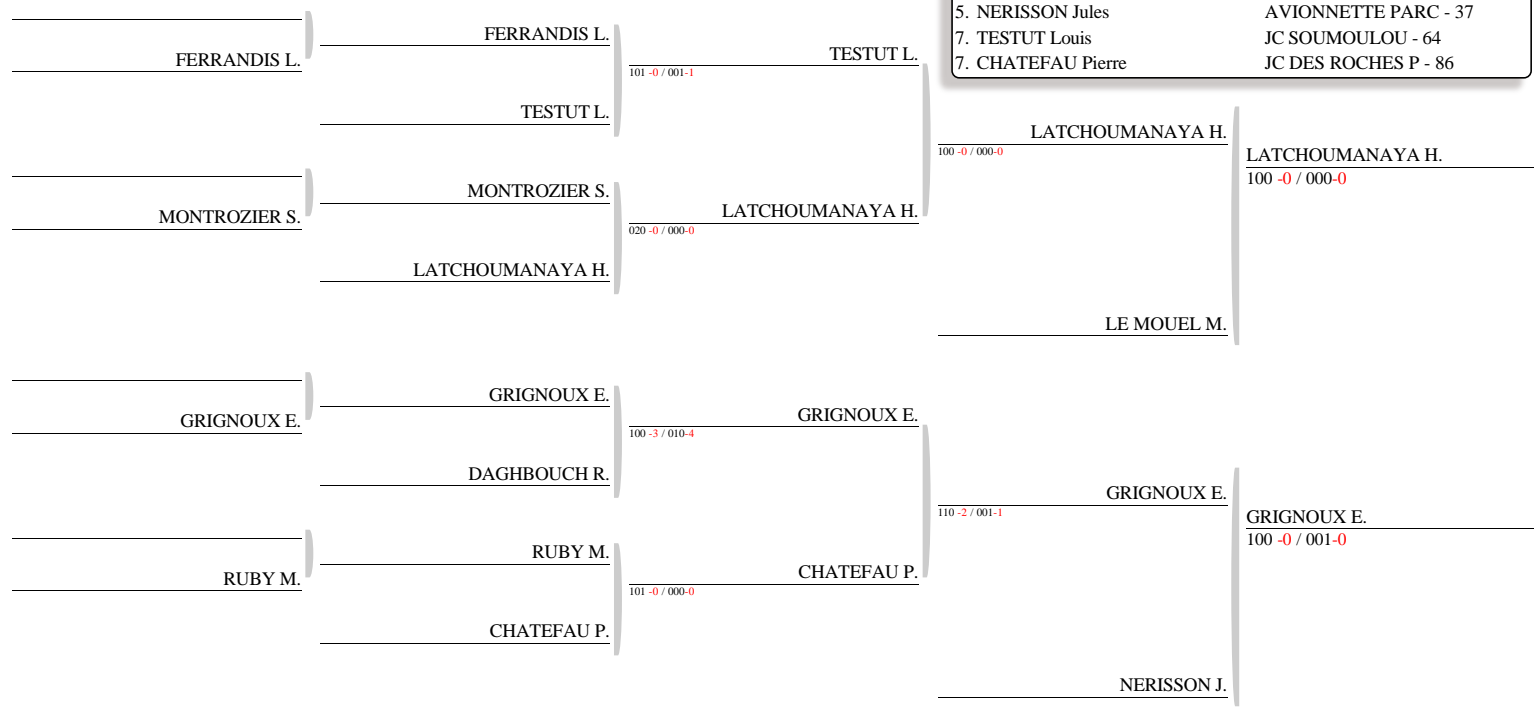 5. NERISSON Jules AVIONNETTE PARC - 37
7. TESTUT Louis JC SOUMOULOU - 64
7. CHATEFAU Pierre JC DES ROCHES P - 86
FERRANDIS L.
FERRANDIS L.
TESTUT L.
101 -0 / 001-1
TESTUT L.
MONTROZIER S.
MONTROZIER S.
LATCHOUMANAYA H.
020 -0 / 000-0
LATCHOUMANAYA H.
LATCHOUMANAYA H.
100 -0 / 000-0
LATCHOUMANAYA H.
100 -0 / 000-0
LE MOUEL M.
GRIGNOUX E.
GRIGNOUX E.
GRIGNOUX E.
100 -3 / 010-4
DAGHBOUCH R.
GRIGNOUX E.
110 -2 / 001-1
GRIGNOUX E.
100 -0 / 001-0
RUBY M.
RUBY M.
CHATEFAU P.
101 -0 / 000-0
CHATEFAU P.
NERISSON J.